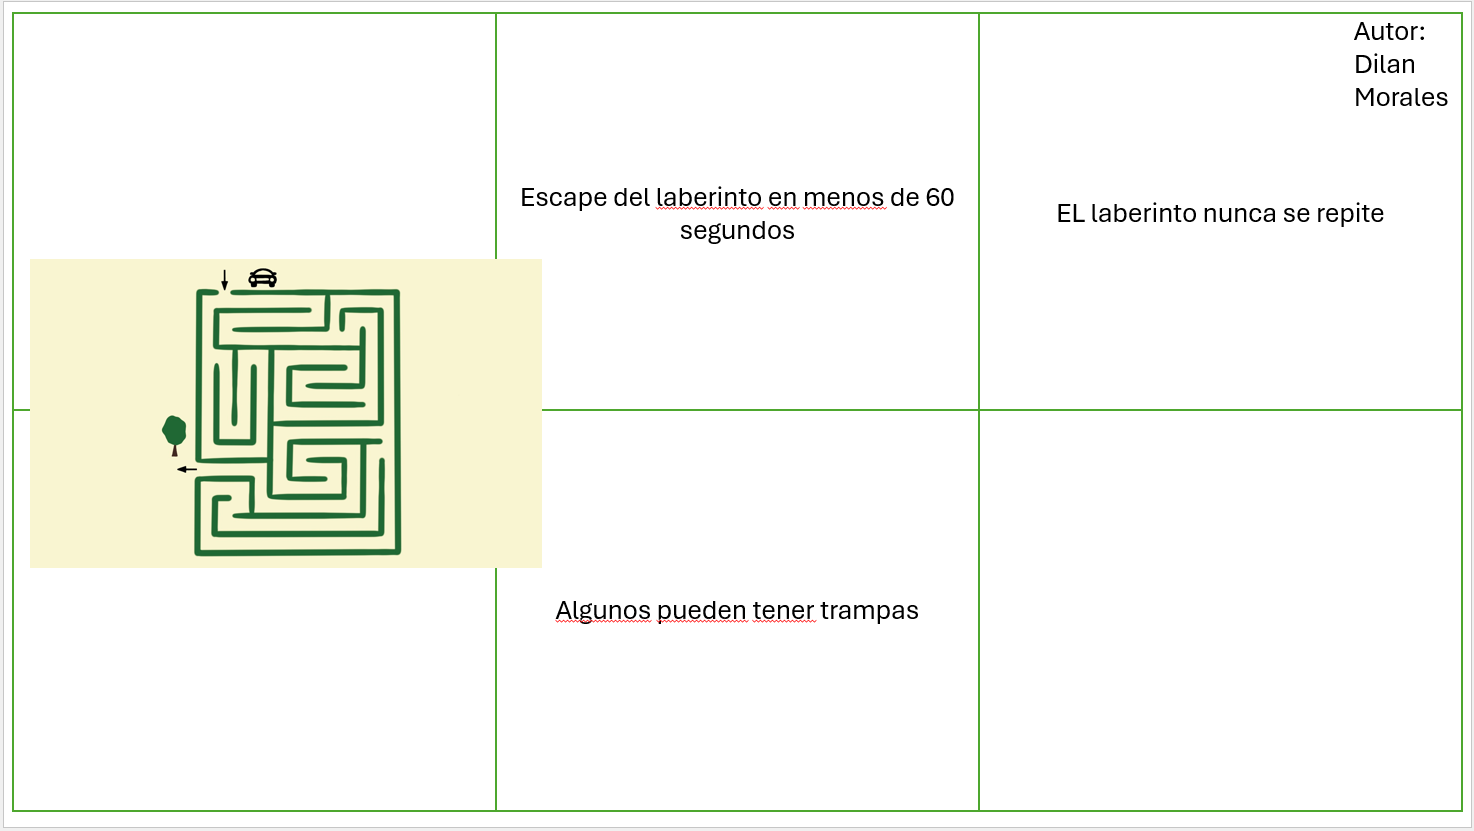 Autor:
Dilan
Morales
Escape del laberinto en menos de 60
segundos
EL laberinto nunca se repite
Algunos pueden tener trampas